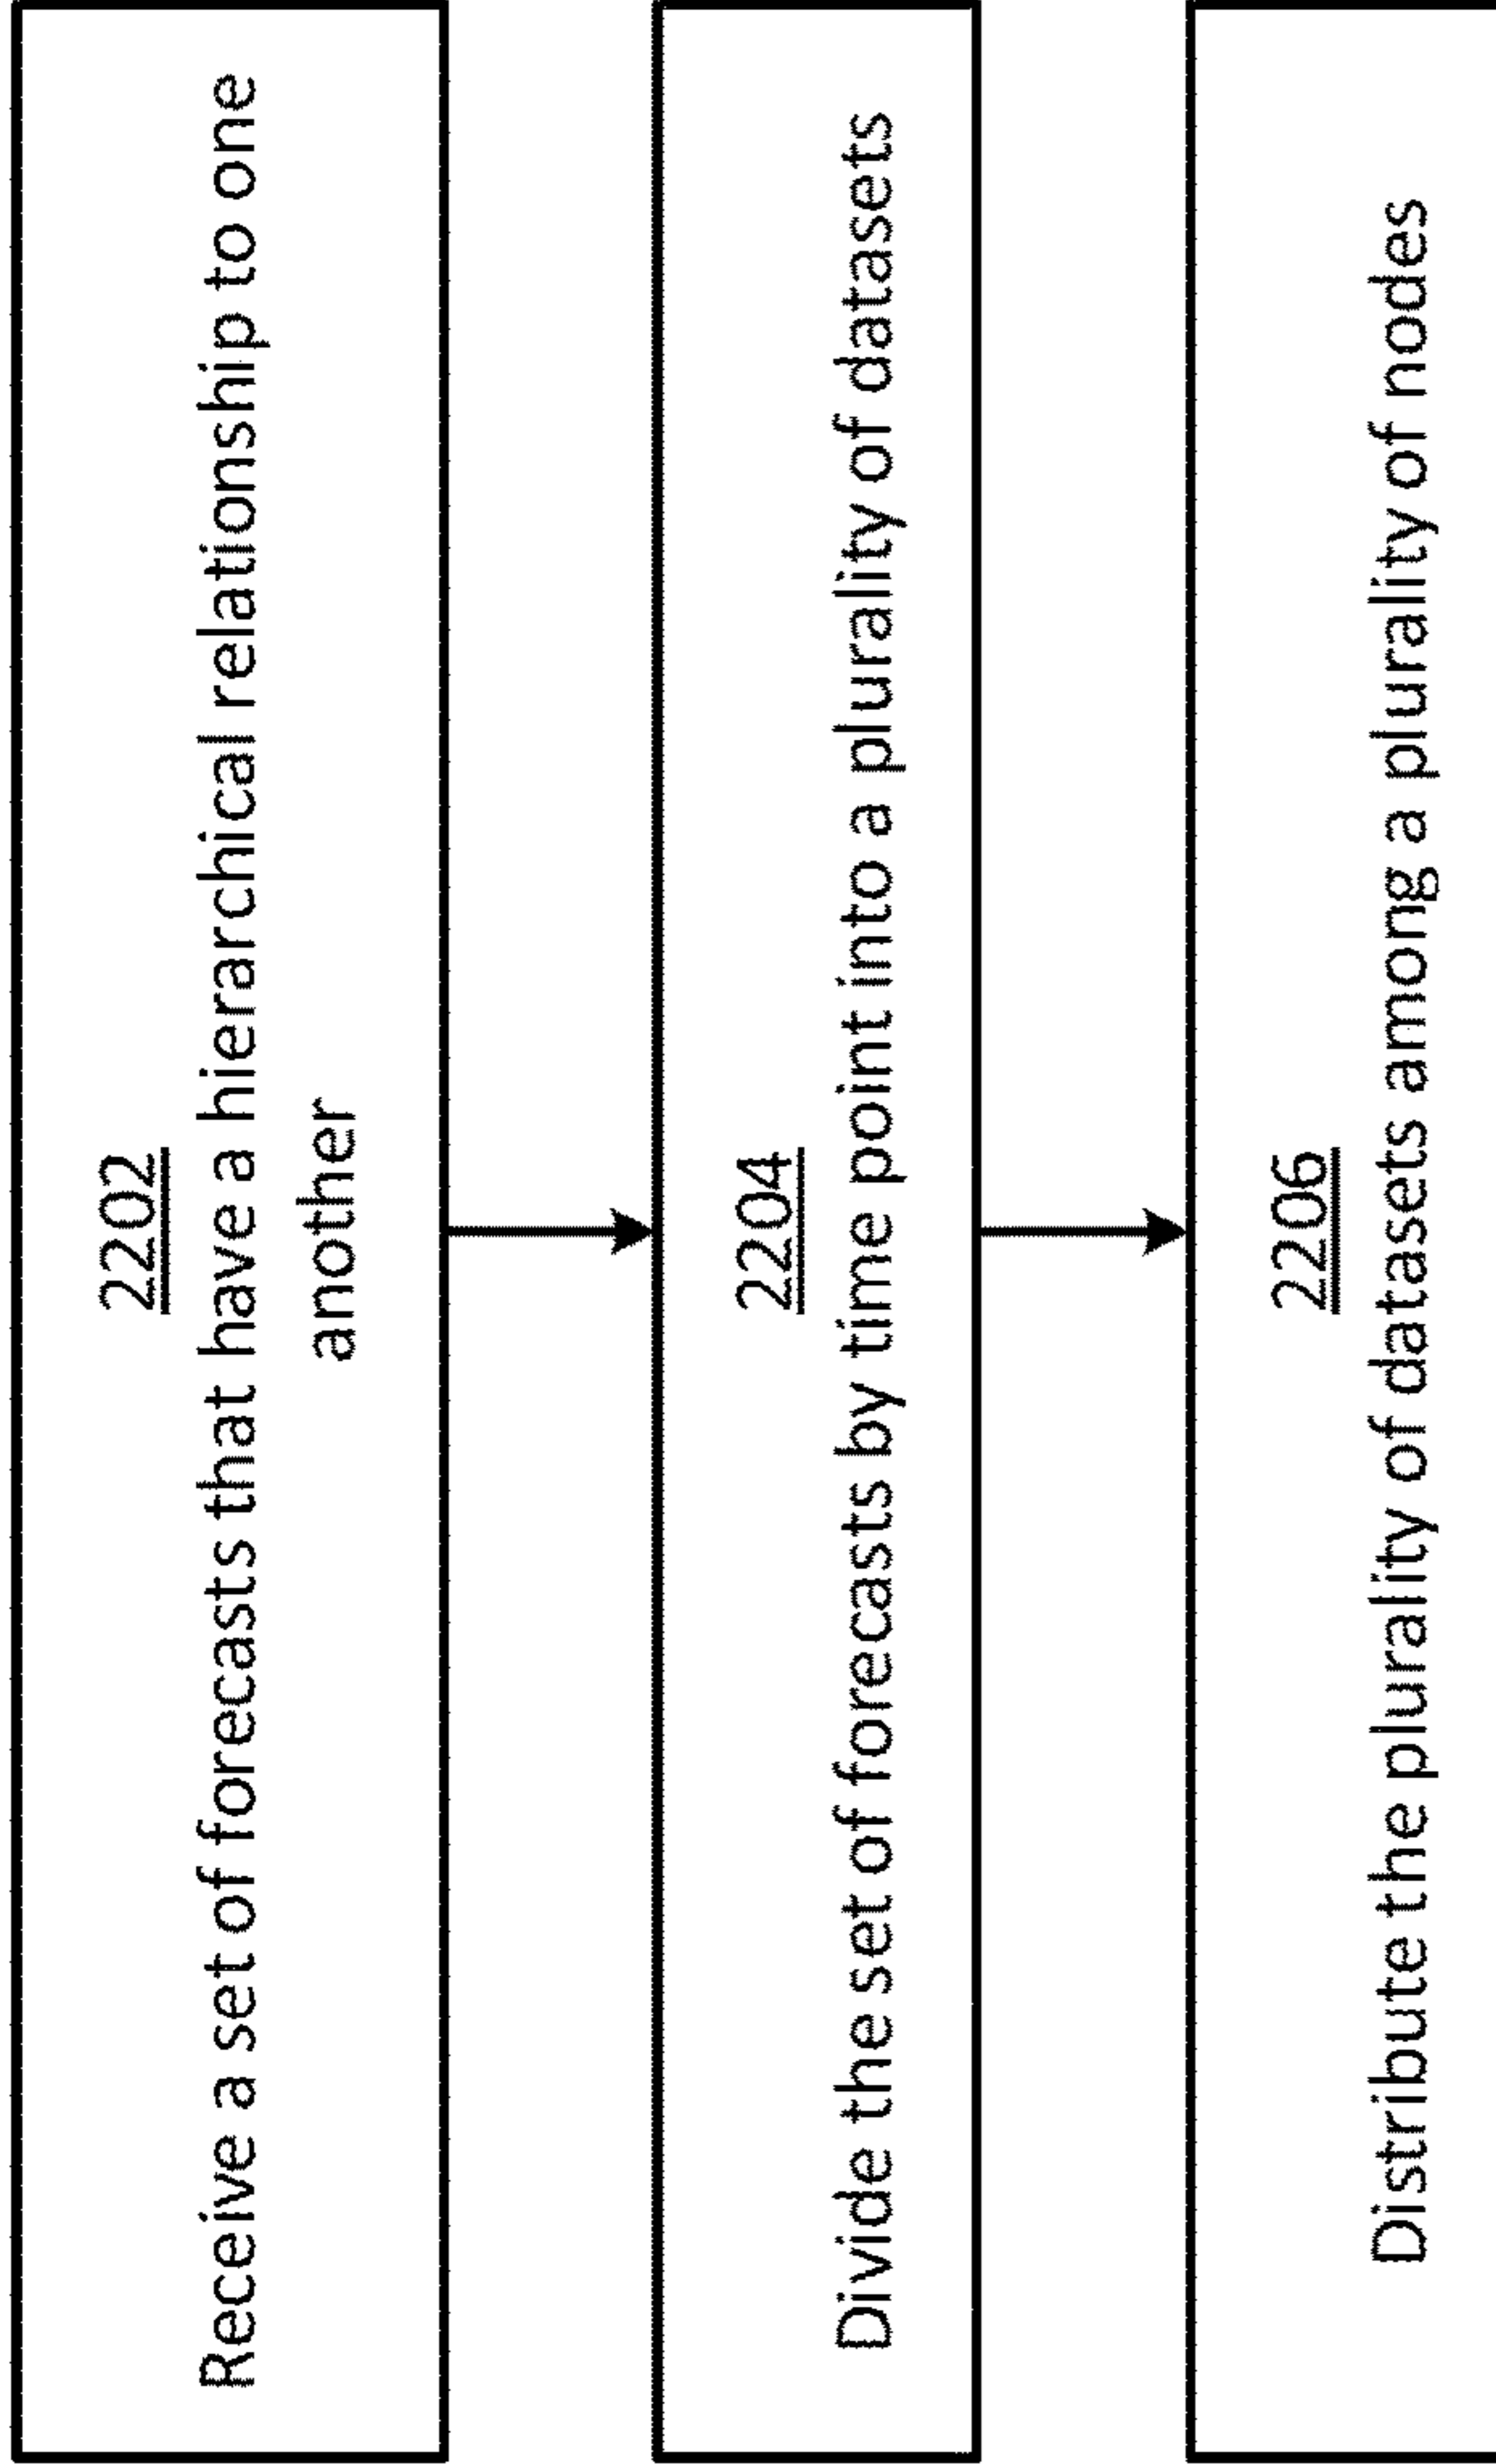 2202
Receive a set of forecasts that have a hierarchical relationship to one
another
2204
Divide the set of forecasts by time point into a plurality of datasets
2206
Distribute the plurality of datasets among a plurality of nodes